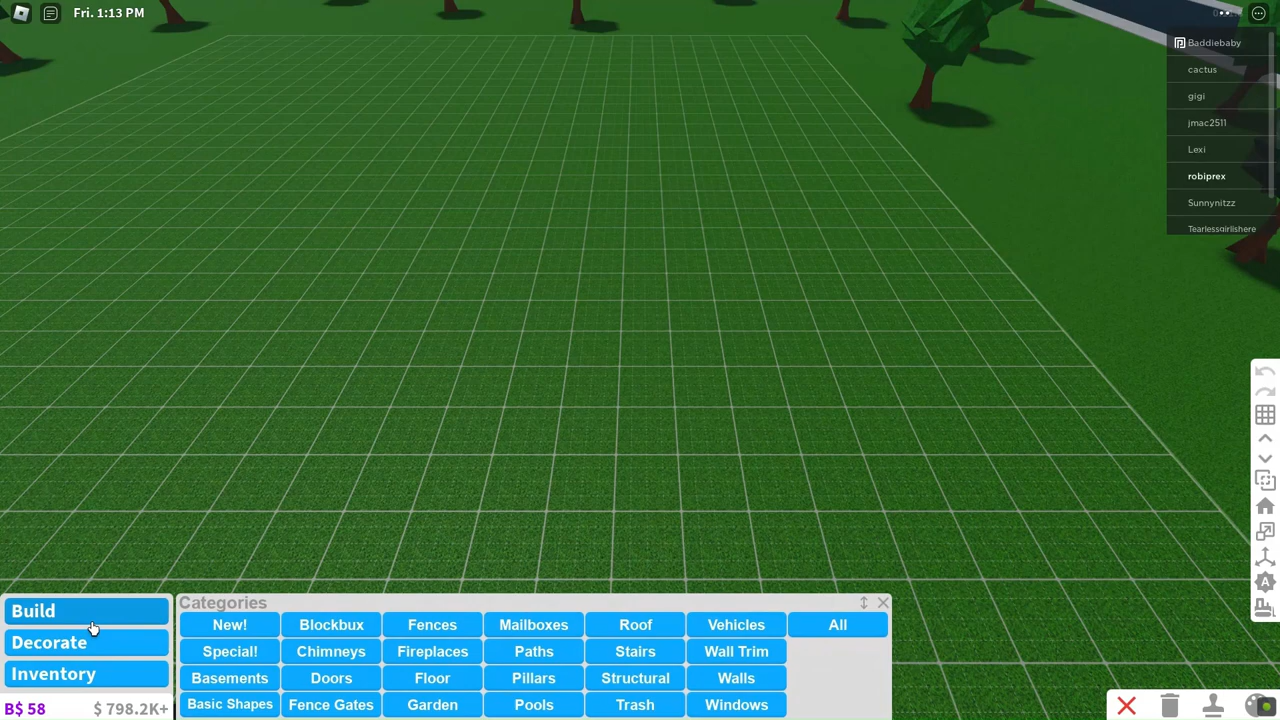 Fri. 1:13 PM
Baddiebaby
cactus
gigi
jmac2511
Lexi
robiprex
Sunnynitzz
Tearlessgirlishere
Build
Decorate
Inventory
B$ 58 $ 798.2K+
Categories
New! Blockbux Fences Mailboxes Roof Vehicles All
Special! Chimneys Fireplaces Paths Stairs Wall Trim
Basements Doors Floor Pillars Structural Walls
Basic Shapes Fence Gates Garden Pools Trash Windows
A